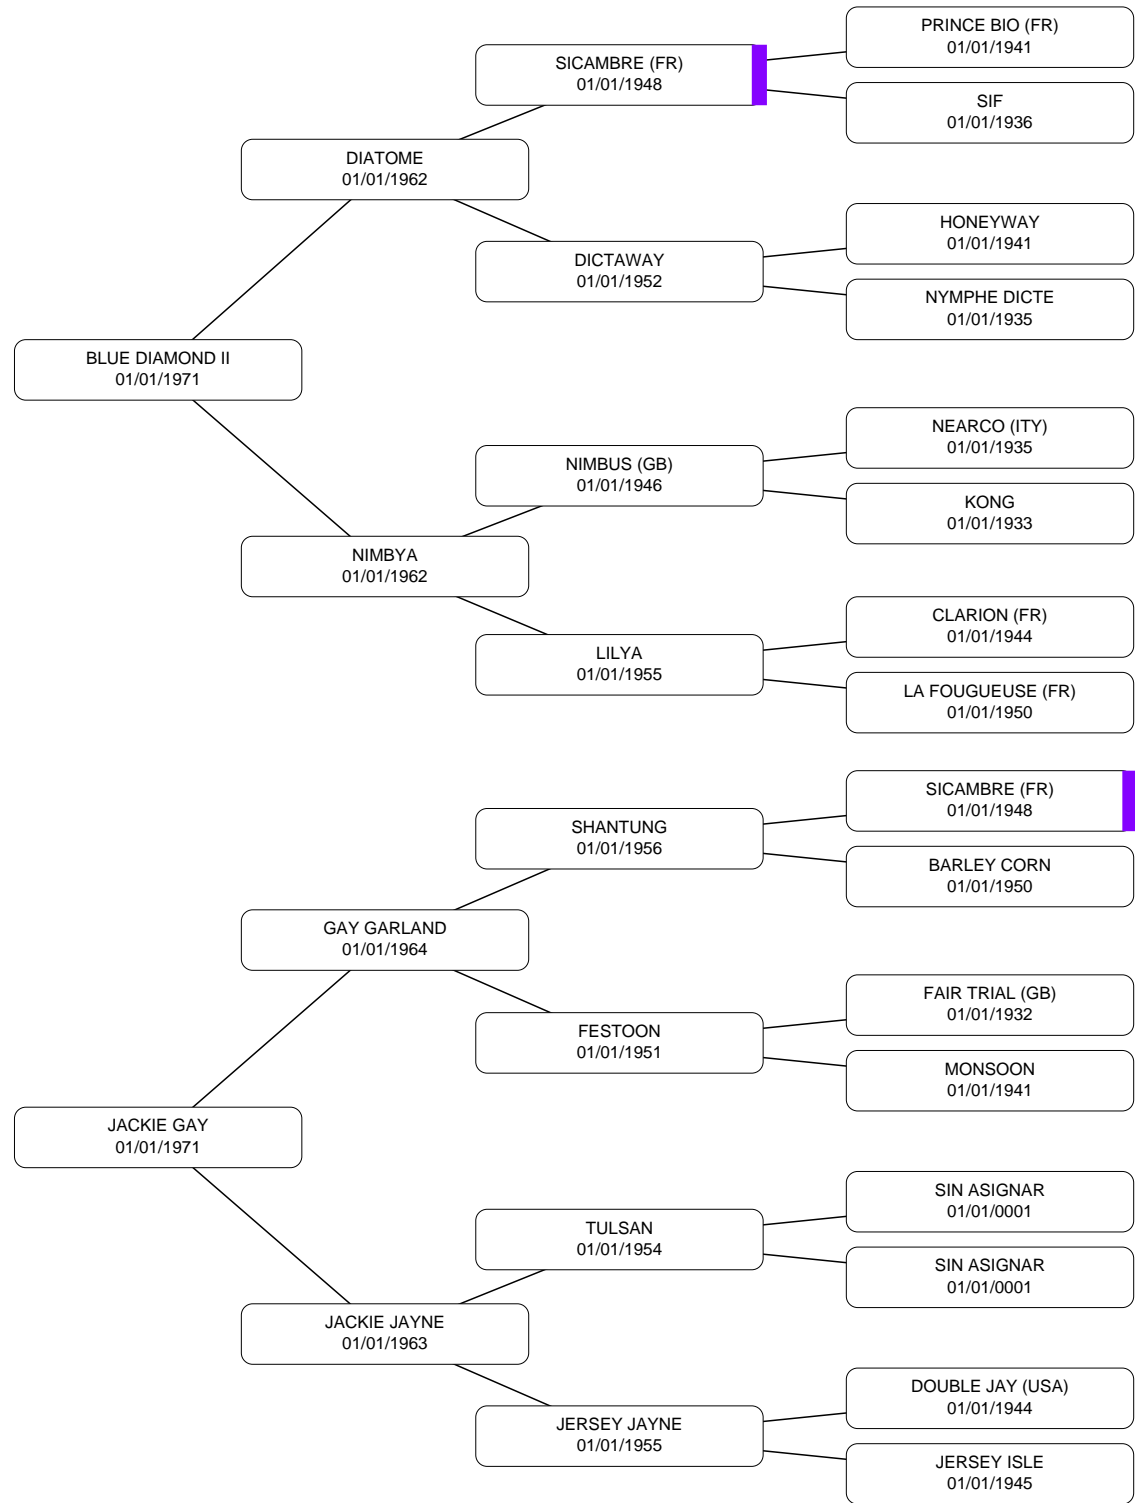 PRINCE BIO (FR)
01/01/1941
SICAMBRE (FR)
01/01/1948
SIF
01/01/1936
DIATOME
01/01/1962
HONEYWAY
01/01/1941
DICTAWAY
01/01/1952
NYMPHE DICTE
01/01/1935
BLUE DIAMOND II
01/01/1971
NEARCO (ITY)
01/01/1935
NIMBUS (GB)
01/01/1946
KONG
01/01/1933
NIMBYA
01/01/1962
CLARION (FR)
01/01/1944
LILYA
01/01/1955
LA FOUGUEUSE (FR)
01/01/1950
SICAMBRE (FR)
01/01/1948
SHANTUNG
01/01/1956
BARLEY CORN
01/01/1950
GAY GARLAND
01/01/1964
FAIR TRIAL (GB)
01/01/1932
FESTOON
01/01/1951
MONSOON
01/01/1941
JACKIE GAY
01/01/1971
SIN ASIGNAR
01/01/0001
TULSAN
01/01/1954
SIN ASIGNAR
01/01/0001
JACKIE JAYNE
01/01/1963
DOUBLE JAY (USA)
01/01/1944
JERSEY JAYNE
01/01/1955
JERSEY ISLE
01/01/1945